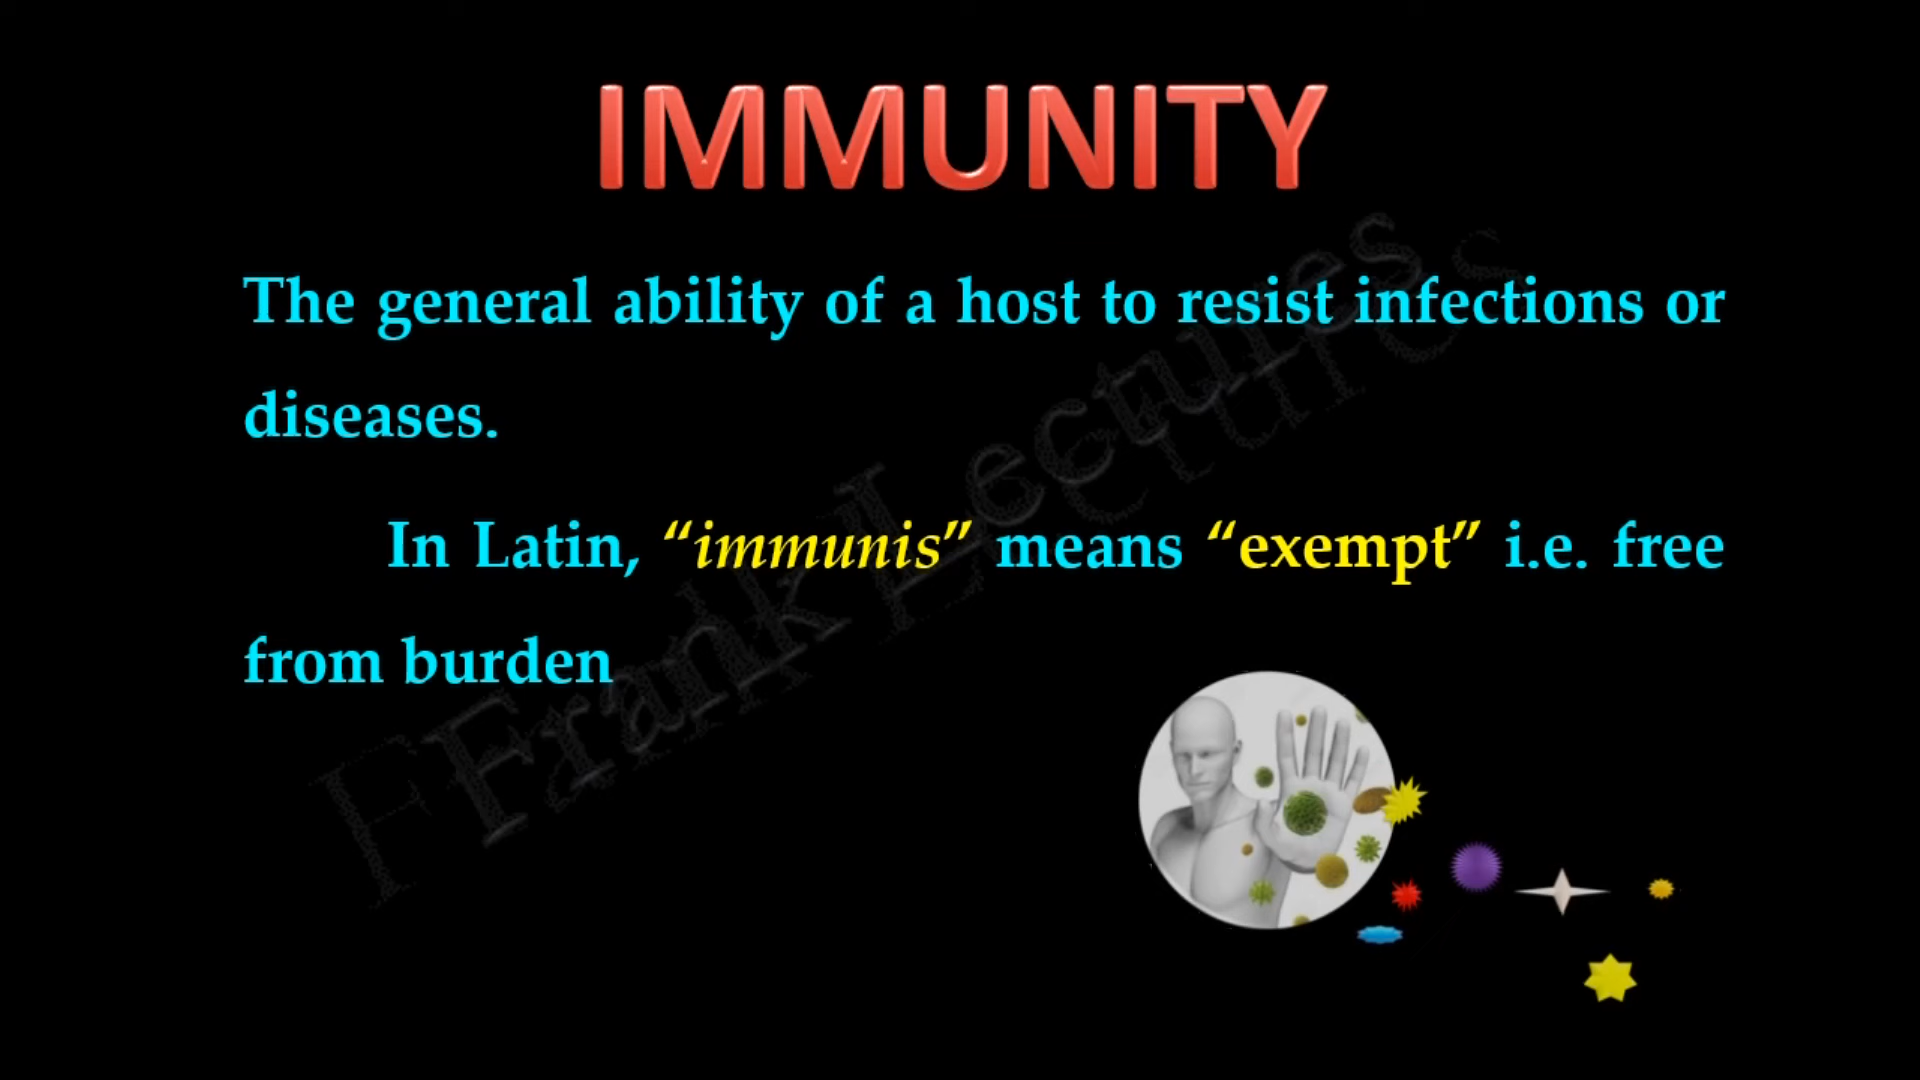 IMMUNITY
The general ability of a host to resist infections or
diseases.
In Latin, “immunis” means “exempt” i.e. free
from burden
Frank Lectures